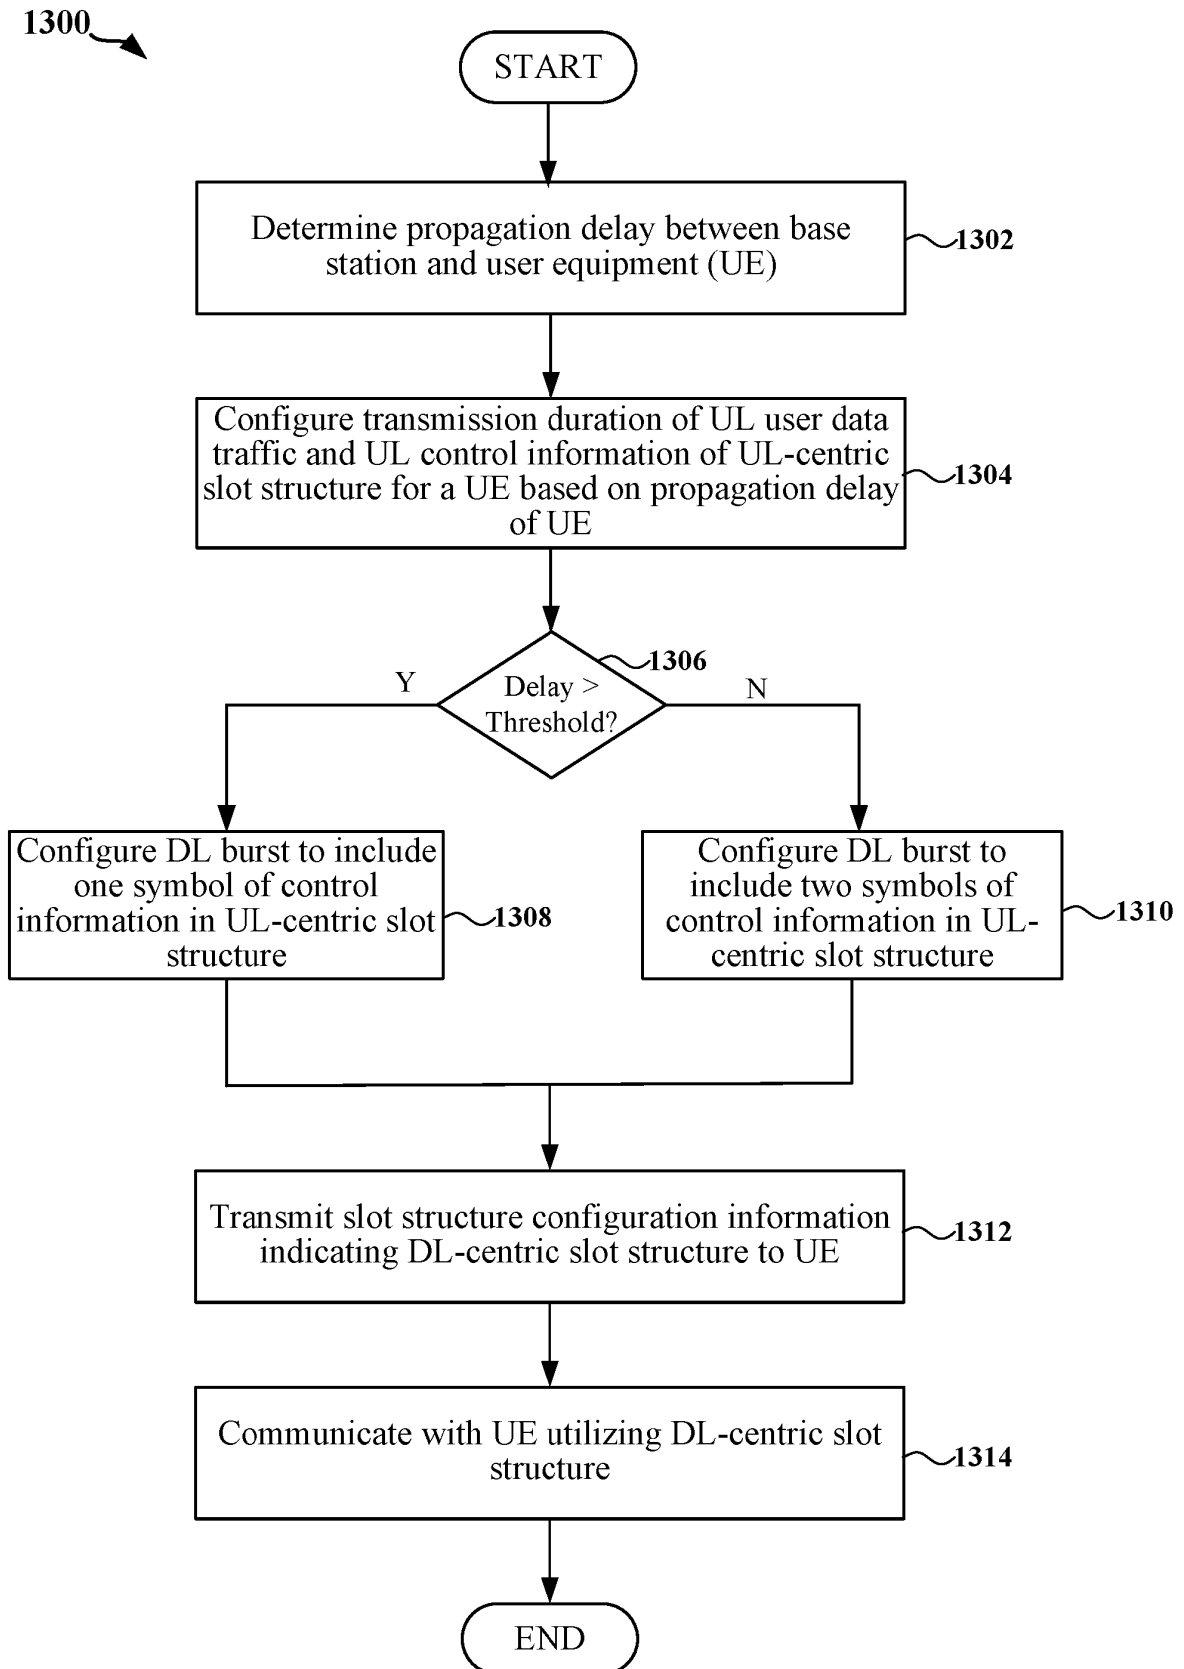 1300
START
Determine propagation delay between base
station and user equipment (UE)
1302
Configure transmission duration of UL user data
traffic and UL control information of UL-centric
slot structure for a UE based on propagation delay
of UE
1304
Delay >
Threshold?
1306
Y
N
Configure DL burst to include
one symbol of control
information in UL-centric slot
structure
1308
Configure DL burst to
include two symbols of
control information in UL-
centric slot structure
1310
Transmit slot structure configuration information
indicating DL-centric slot structure to UE
1312
Communicate with UE utilizing DL-centric slot
structure
1314
END